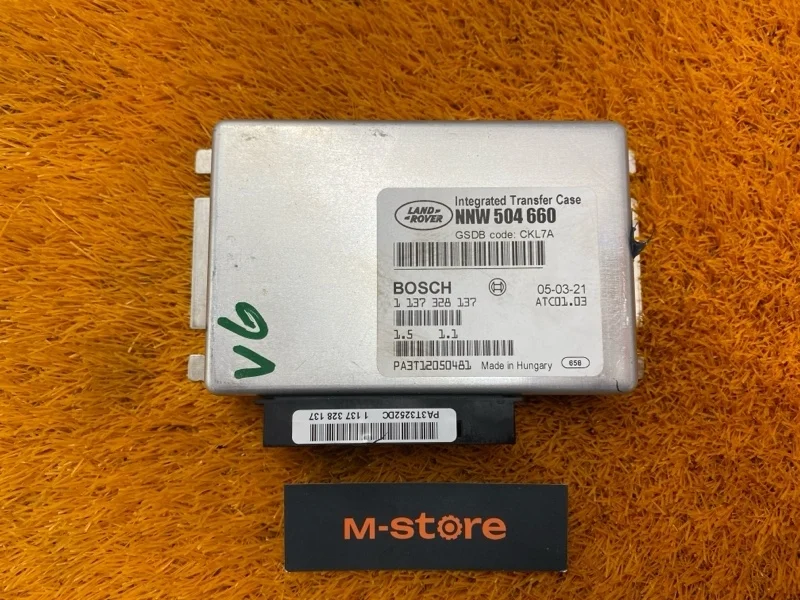 LAND-
-ROVER
Integrated Transfer Case
NNW 504 660
GSDB code: CKL7A
BOSCH
05-03-21
1 137 328 137
ATC01.03
1.5 1.1
PA3T12050481
Made in Hungary
658
V6
PA3T3252DC 1 137 328 137
M-STORE